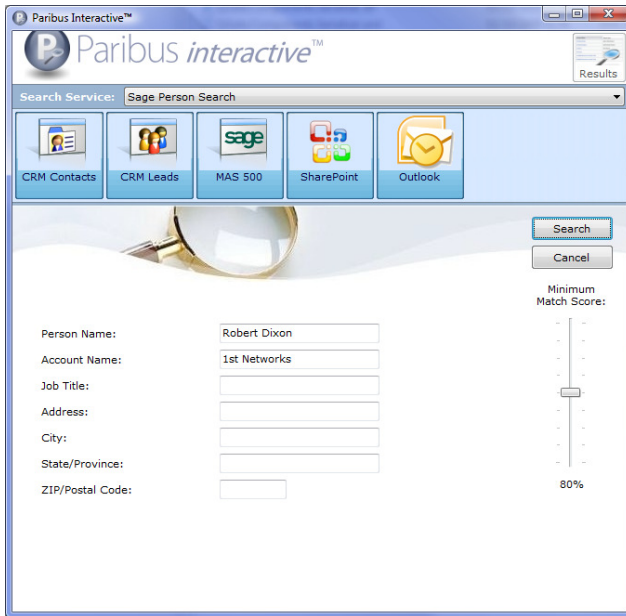 Paribus Interactive™
Paribus interactive™
Results
Search Service: Sage Person Search
sage
CRM Contacts CRM Leads MAS 500 SharePoint Outlook
Search
Cancel
Minimum
Match Score:
Person Name: Robert Dixon
Account Name: 1st Networks
Job Title:
Address:
City:
State/Province:
ZIP/Postal Code:
80%